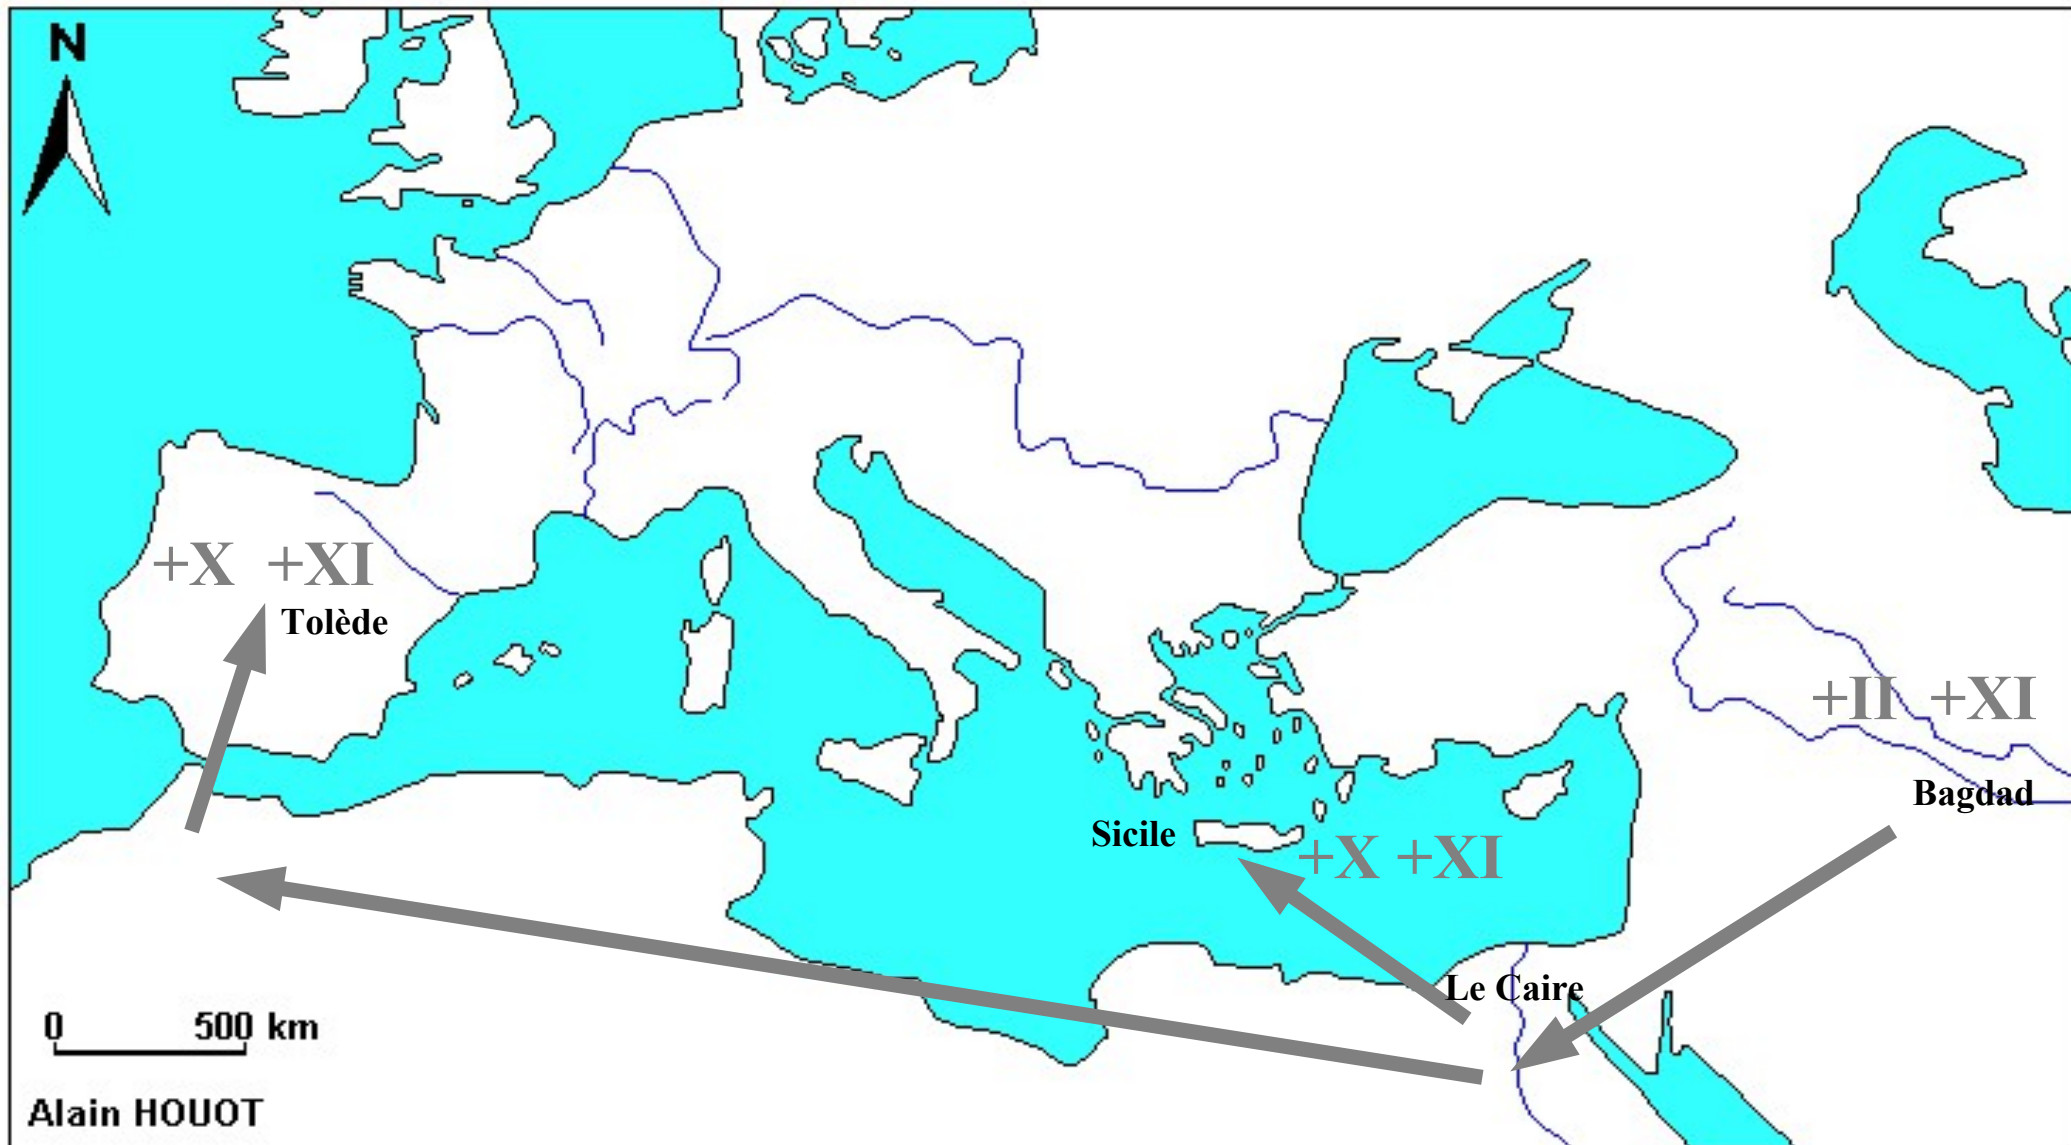 N
+X +XI
Tolède
+II +XI
Bagdad
Sicile
+X +XI
Le Caire
0 500 km
Alain HOUOT